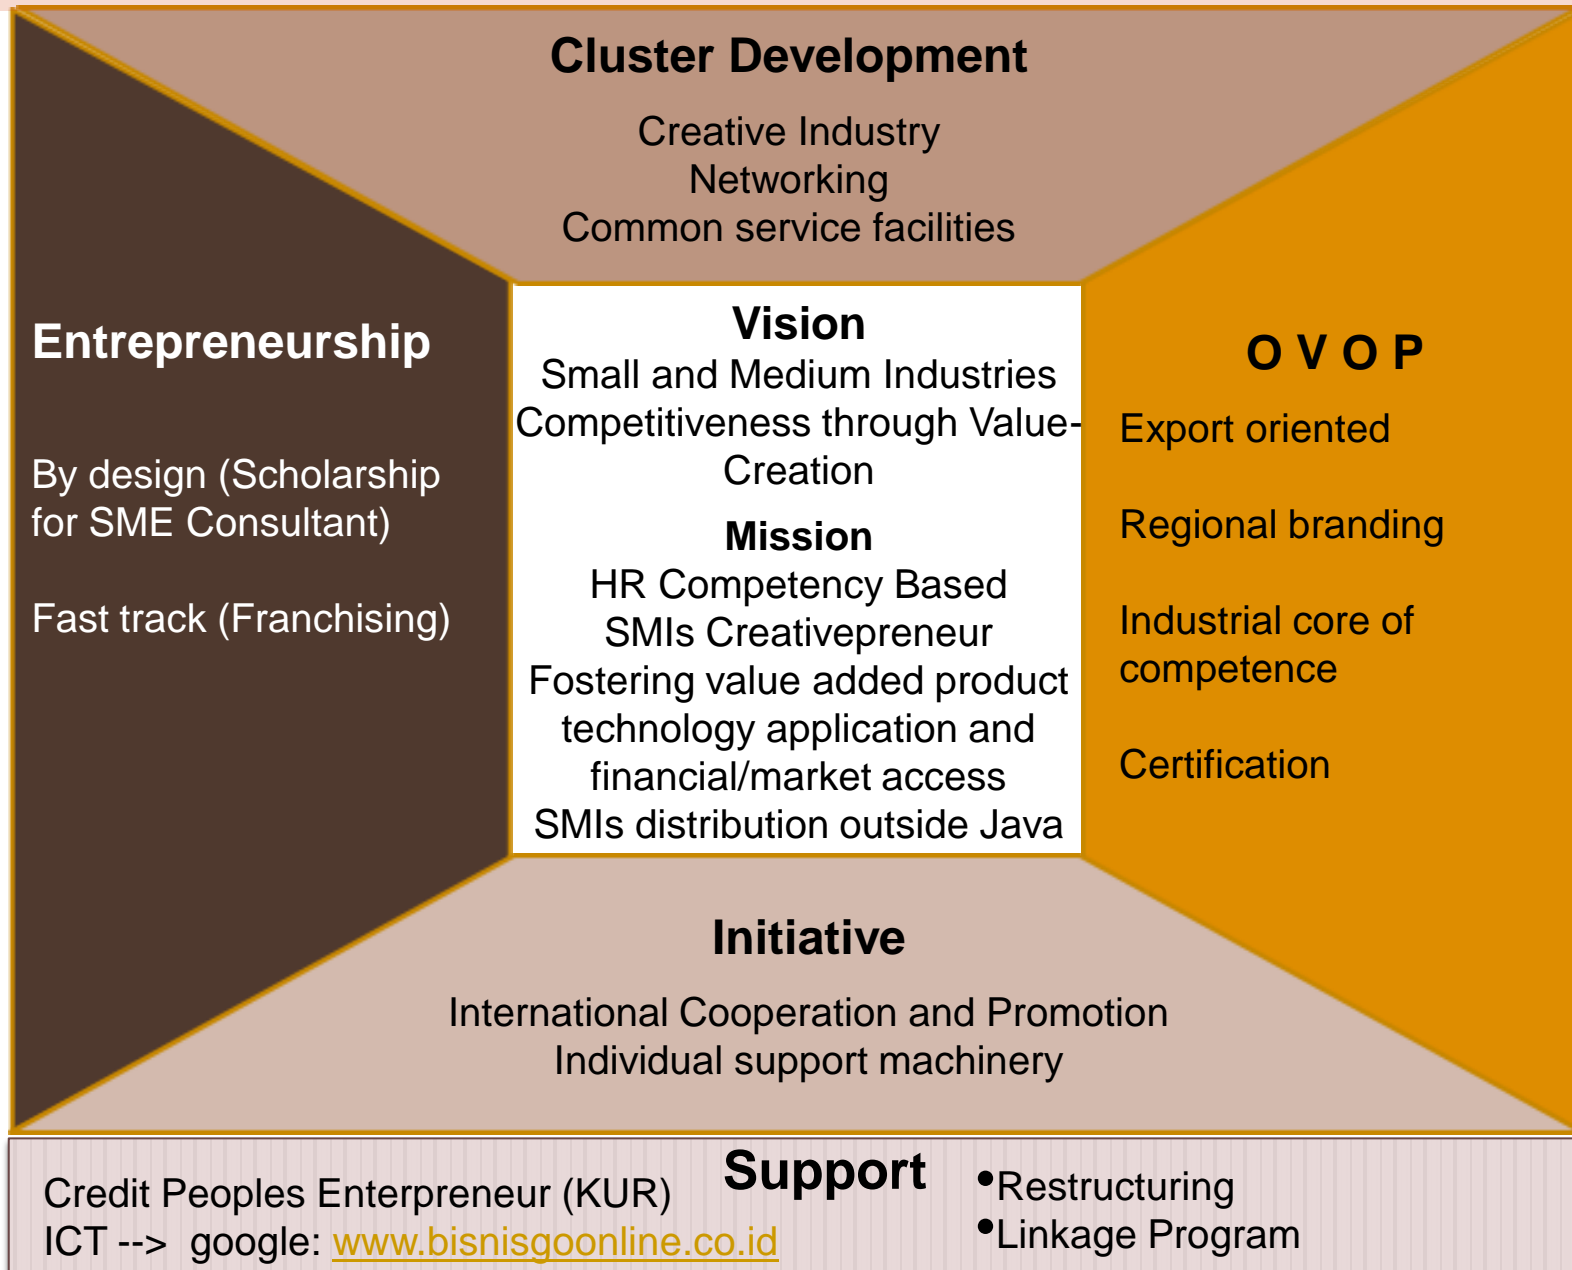 Cluster Development
Creative Industry
Networking
Common service facilities
Entrepreneurship
By design (Scholarship
for SME Consultant)
Fast track (Franchising)
Vision
Small and Medium Industries
Competitiveness through Value-
Creation
Mission
HR Competency Based
SMIs Creativepreneur
Fostering value added product
technology application and
financial/market access
SMIs distribution outside Java
O V O P
Export oriented
Regional branding
Industrial core of
competence
Certification
Initiative
International Cooperation and Promotion
Individual support machinery
Support
Credit Peoples Enterpreneur (KUR)
ICT --> google: www.bisnisgoonline.co.id
•Restructuring
•Linkage Program